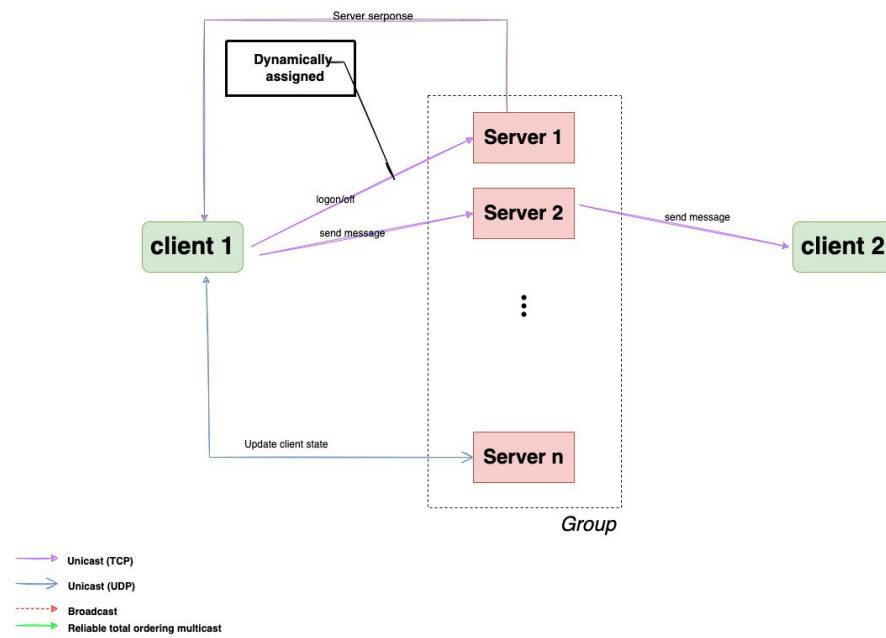 Server serponse
Dynamically
assigned
Server 1
logon/off
Server 2
send message
send message
client 1
client 2
Update client state
Server n
Group
Unicast (TCP)
Unicast (UDP)
Broadcast
Reliable total ordering multicast